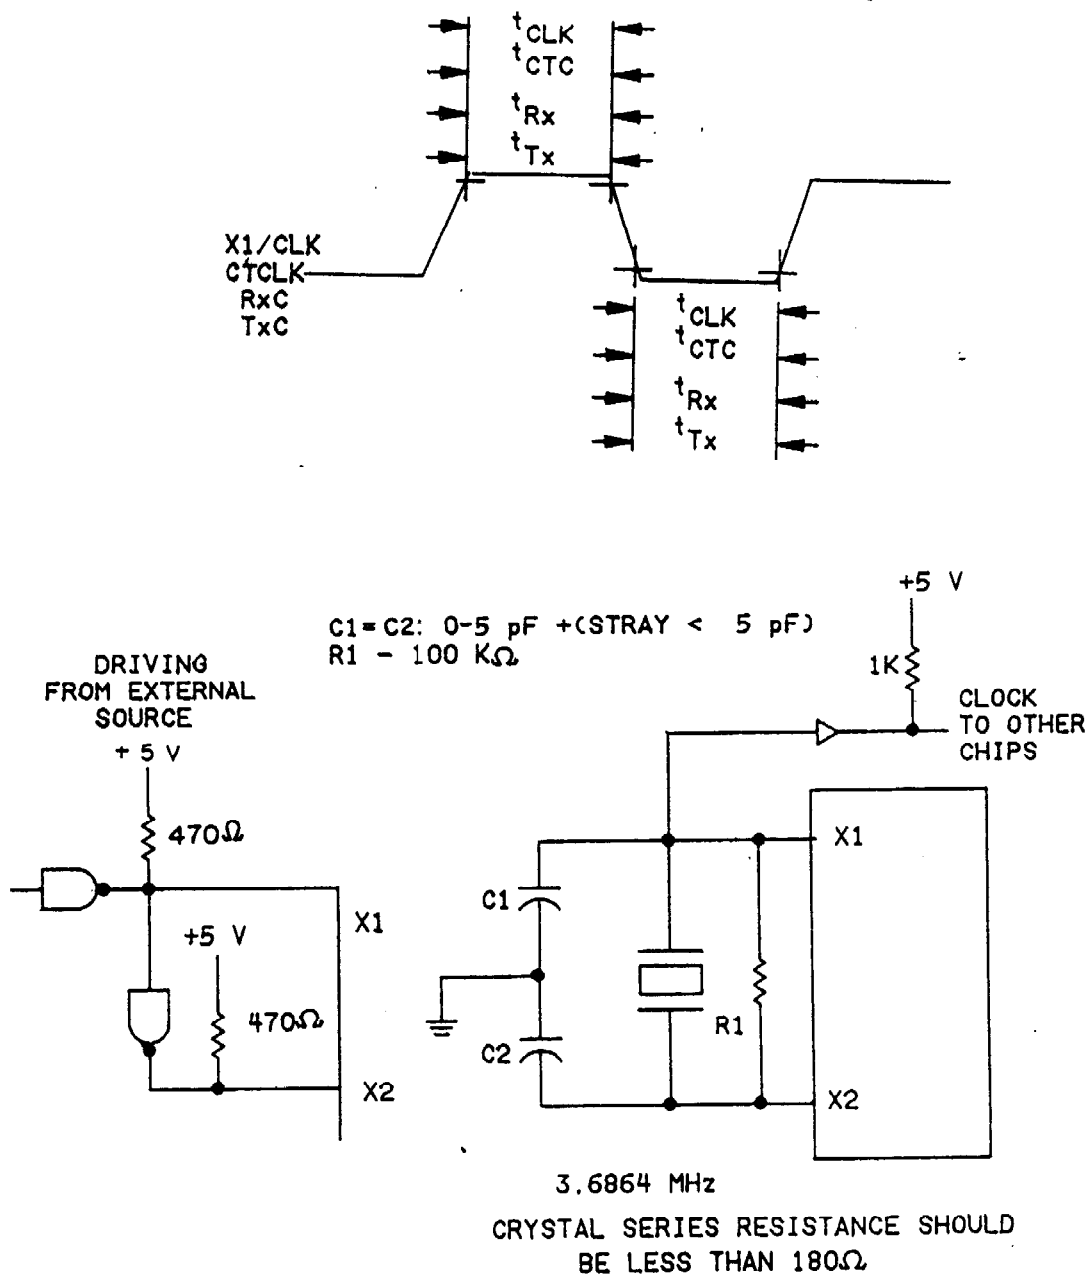 tCLK
tCTC
tRx
tTx
X1/CLK
CTCLK
RxC
TxC
tCLK
tCTC
tRx
tTx
C1=C2: 0-5 pF +(STRAY < 5 pF)
R1 - 100 KΩ
+5 V
1K
CLOCK
TO OTHER
CHIPS
DRIVING
FROM EXTERNAL
SOURCE
+ 5 V
470Ω
X1
+5 V
470Ω
X2
X1
C1
R1
C2
X2
3.6864 MHz
CRYSTAL SERIES RESISTANCE SHOULD
BE LESS THAN 180Ω